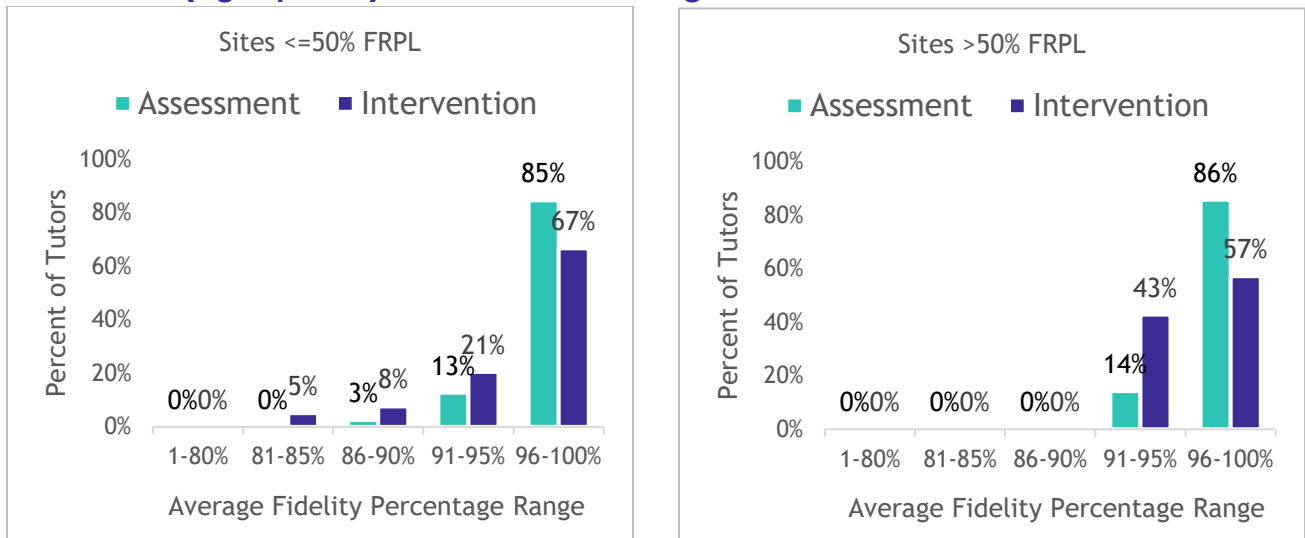 Sites <=50% FRPL
Assessment Intervention
Percent of Tutors
100%
80%
60%
40%
20%
0%
0% 0% 0% 5% 3% 8% 13% 21% 85% 67%
1-80% 81-85% 86-90% 91-95% 96-100%
Average Fidelity Percentage Range
Sites >50% FRPL
Assessment Intervention
Percent of Tutors
100%
80%
60%
40%
20%
0%
0% 0% 0% 0% 0% 0% 14% 43% 86% 57%
1-80% 81-85% 86-90% 91-95% 96-100%
Average Fidelity Percentage Range